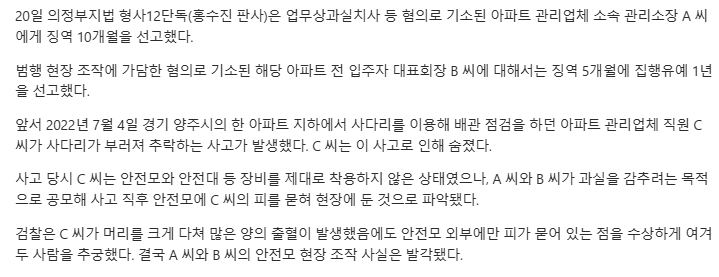 20일 의정부지법 형사12단독(홍수진 판사)은 업무상과실치사 등 혐의로 기소된 아파트 관리업체 소속 관리소장 A 씨
에게 징역 10개월을 선고했다.
범행 현장 조작에 가담한 혐의로 기소된 해당 아파트 전 입주자 대표회장 B 씨에 대해서는 징역 5개월에 집행유예 1년
을 선고했다.
앞서 2022년 7월 4일 경기 양주시의 한 아파트 지하에서 사다리를 이용해 배관 점검을 하던 아파트 관리업체 직원 C
씨가 사다리가 부러져 추락하는 사고가 발생했다. C 씨는 이 사고로 인해 숨졌다.
사고 당시 C 씨는 안전모와 안전대 등 장비를 제대로 착용하지 않은 상태였으나, A 씨와 B 씨가 과실을 감추려는 목적
으로 공모해 사고 직후 안전모에 C 씨의 피를 묻혀 현장에 둔 것으로 파악됐다.
검찰은 C 씨가 머리를 크게 다쳐 많은 양의 출혈이 발생했음에도 안전모 외부에만 피가 묻어 있는 점을 수상하게 여겨
두 사람을 추궁했다. 결국 A 씨와 B 씨의 안전모 현장 조작 사실은 발각됐다.